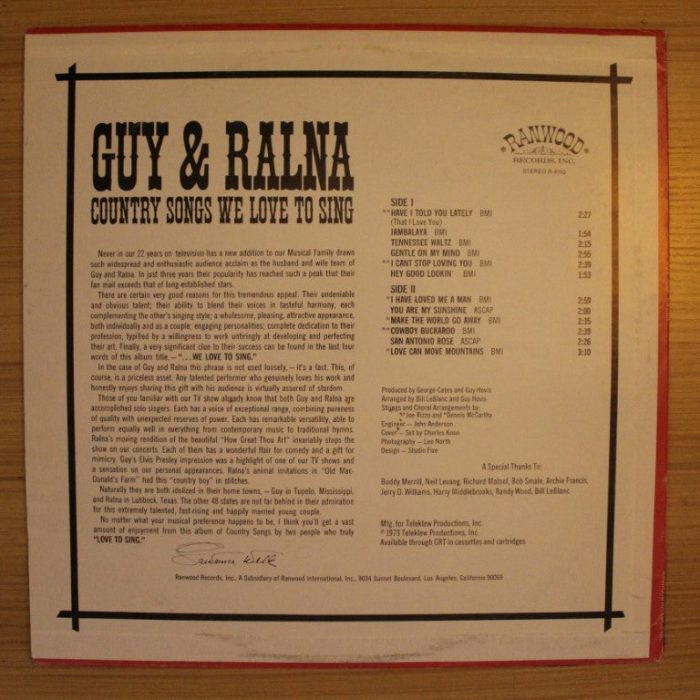 GUY & RALNA
COUNTRY SONGS WE LOVE TO SING
Never in our 22 years on television has a new addition to our Musical Family drawn
such widespread and enthusiastic audience acclaim as the husband and wife team of
Guy and Ralna. In just three years their popularity has reached such a peak that their
fan mail exceeds that of long-established stars.
There are certain very good reasons for this tremendous appeal. Their undeniable
and obvious talent; their ability to blend their voices in tasteful harmony, each
complementing the other's singing style; a wholesome, pleasing, attractive appearance,
both individually and as a couple; engaging personalities; complete dedication to their
profession, typified by a willingness to work untiringly at developing and perfecting
their art. Finally, a very significant clue to their success can be found in the last four
words of this album title, — "...WE LOVE TO SING."
In the case of Guy and Ralna this phrase is not used loosely, — it's a fact. This, of
course, is a priceless asset. Any talented performer who genuinely loves his work and
honestly enjoys sharing this gift with his audience is virtually assured of stardom.
Those of you familiar with our TV show already know that both Guy and Ralna are
accomplished solo singers. Each has a voice of exceptional range, combining pureness
of quality with unexpected reserves of power. Each has remarkable versatility, able to
perform equally well in everything from contemporary music to traditional hymns.
Ralna's moving rendition of the beautiful "How Great Thou Art" invariably stops the
show on our concerts. Each of them has a wonderful flair for comedy and a gift for
mimicry. Guy's Elvis Presley impression was a highlight of one of our TV shows and
a sensation on our personal appearances. Ralna's animal imitations in "Old Mac-
Donald's Farm" had this "country boy" in stitches.
Naturally they are both idolized in their home towns, — Guy in Tupelo, Mississippi,
and Ralna in Lubbock, Texas. The other 48 states are not far behind in their admiration
for this extremely talented, fast-rising and happily married young couple.
No matter what your musical preference happens to be, I think you'll get a vast
amount of enjoyment from this album of Country Songs by two people who truly
"LOVE TO SING."
Lawrence Welk
RANWOOD
RECORDS, INC.
STEREO R-8113
SIDE I
**HAVE I TOLD YOU LATELY BMI 2:27
(That I Love You)
JAMBALAYA BMI 1:54
TENNESSEE WALTZ BMI 2:15
GENTLE ON MY MIND BMI 2:55
**I CANT STOP LOVING YOU BMI 2:39
HEY GOOD LOOKIN' BMI 1:53
SIDE II
*I HAVE LOVED ME A MAN BMI 2:59
YOU ARE MY SUNSHINE ASCAP 2:00
*MAKE THE WORLD GO AWAY BMI 2:35
**COWBOY BUCKAROO BMI 2:39
SAN ANTONIO ROSE ASCAP 2:26
*LOVE CAN MOVE MOUNTAINS BMI 3:10
Produced by George Cates and Guy Hovis
Arranged by Bill LeBlanc and Guy Hovis
Strings and Choral Arrangements by:
*Joe Rizzo and **Dennis McCarthy
Engineer — John Anderson
Cover — Set by Charles Koon
Photography — Leo North
Design — Studio Five
A Special Thanks To:
Buddy Merrill, Neil Levang, Richard Maloof, Bob Smale, Archie Francis,
Jerry D. Williams, Harry Middlebrooks, Randy Wood, Bill LeBlanc
Mfg. for Teleklew Productions, Inc.
© 1973 Teleklew Productions, Inc.
Available through GRT in cassettes and cartridges
Ranwood Records, Inc., A Subsidiary of Ranwood International, Inc., 9034 Sunset Boulevard, Los Angeles, California 90069